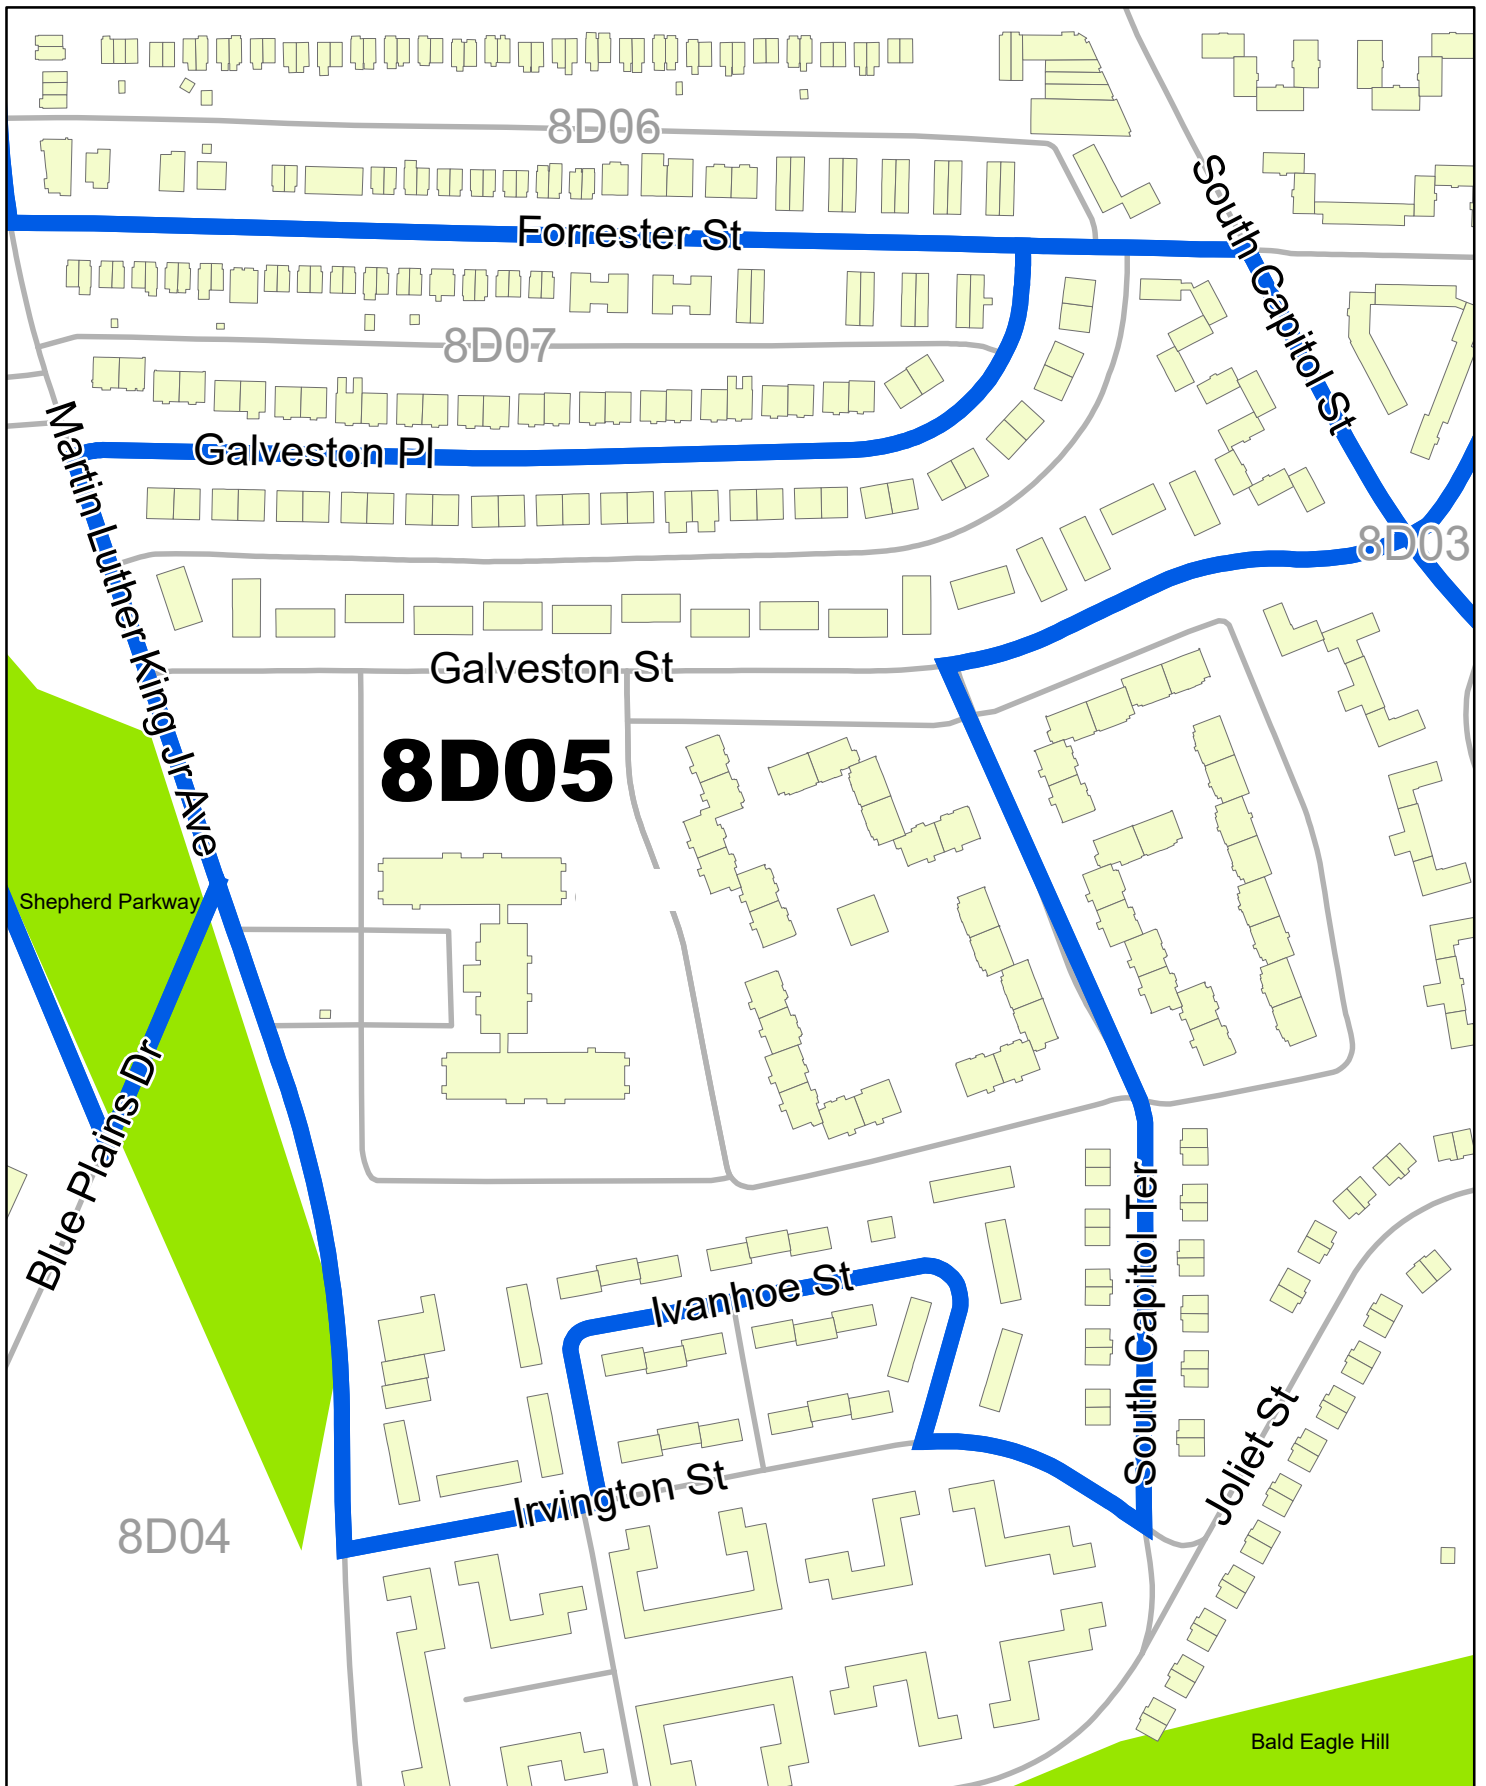 8D06
South Capitol St
Forrester St
8D07
Martin Luther King Jr Ave
Galveston Pl
8D03
Galveston St
8D05
Shepherd Parkway
Blue Plains Dr
South Capitol Ter
Ivanhoe St
Joliet St
Irvington St
8D04
Bald Eagle Hill